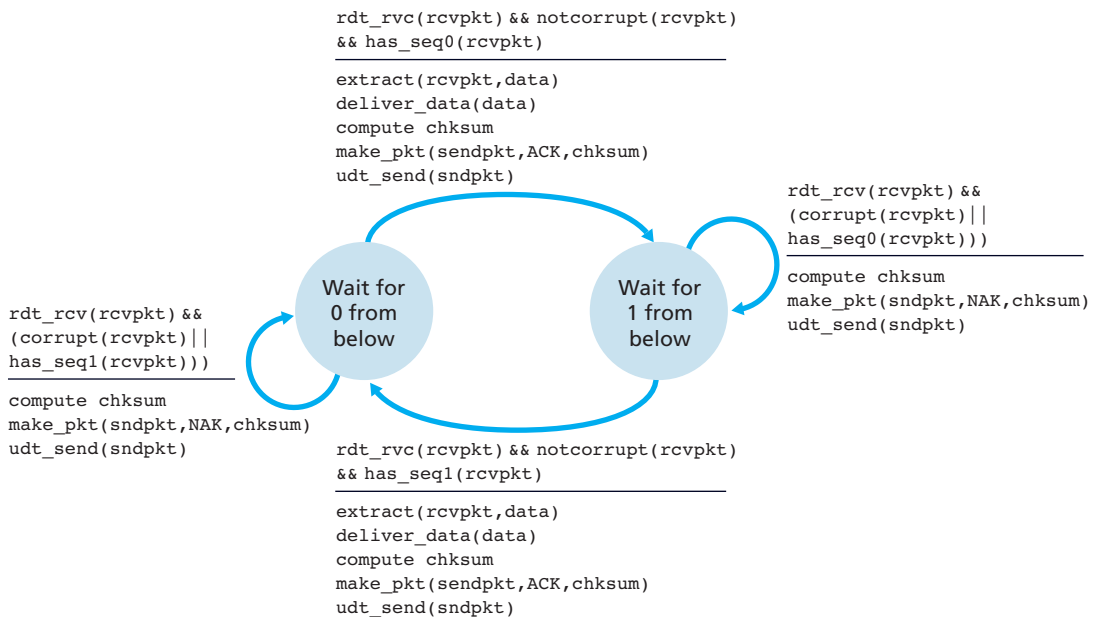 rdt_rvc(rcvpkt) && notcorrupt(rcvpkt)
&& has_seq0(rcvpkt)
extract(rcvpkt,data)
deliver_data(data)
compute chksum
make_pkt(sendpkt,ACK,chksum)
udt_send(sndpkt)
rdt_rcv(rcvpkt) &&
(corrupt(rcvpkt)||
has_seq0(rcvpkt)))
compute chksum
make_pkt(sndpkt,NAK,chksum)
udt_send(sndpkt)
Wait for
0 from
below
Wait for
1 from
below
rdt_rcv(rcvpkt) &&
(corrupt(rcvpkt)||
has_seq1(rcvpkt)))
compute chksum
make_pkt(sndpkt,NAK,chksum)
udt_send(sndpkt)
rdt_rvc(rcvpkt) && notcorrupt(rcvpkt)
&& has_seq1(rcvpkt)
extract(rcvpkt,data)
deliver_data(data)
compute chksum
make_pkt(sendpkt,ACK,chksum)
udt_send(sndpkt)